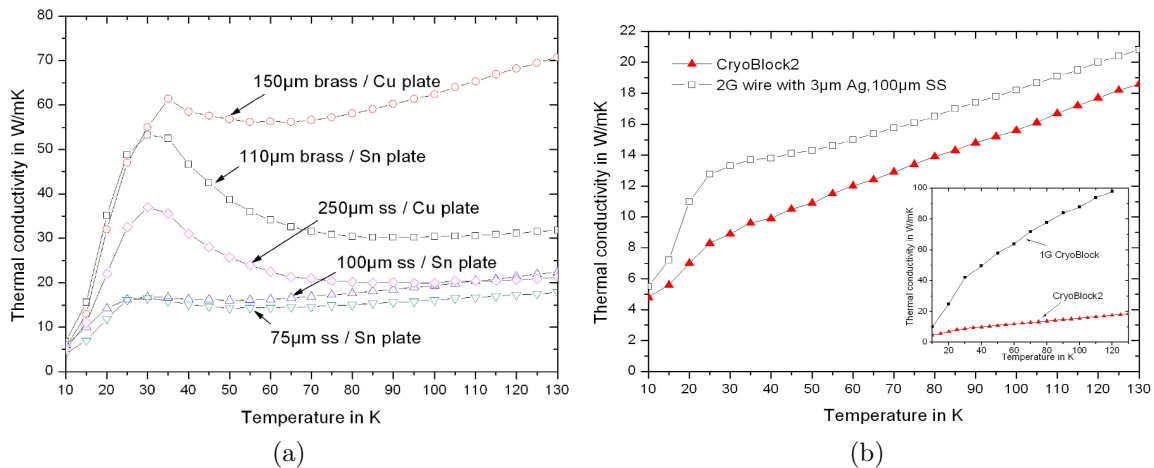 80
70
60
50
40
30
20
10
0
Thermal conductivity in W/mK
150μm brass / Cu plate
110μm brass / Sn plate
250μm ss / Cu plate
100μm ss / Sn plate
75μm ss / Sn plate
10 20 30 40 50 60 70 80 90 100 110 120 130
Temperature in K
(a)
22
20
18
16
14
12
10
8
6
4
2
0
Thermal conductivity in W/mK
CryoBlock2
2G wire with 3μm Ag,100μm SS
100
80
60
40
20
0
Thermal conductivity in W/mK
1G CryoBlock
CryoBlock2
20 40 60 80 100 120
Temperature in K
10 20 30 40 50 60 70 80 90 100 110 120 130
Temperature in K
(b)